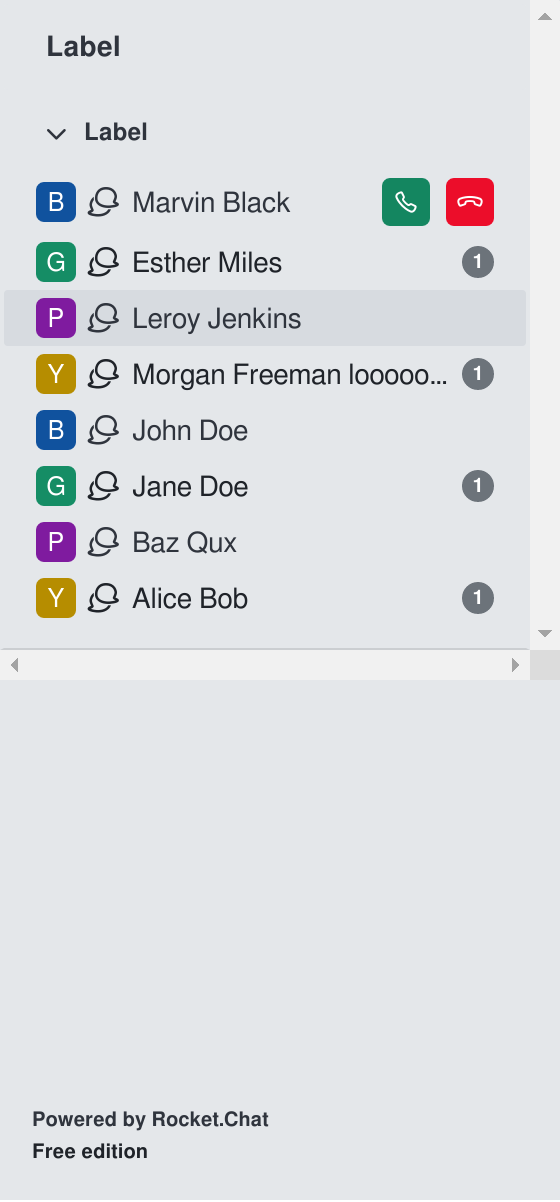 Label
Label
B Marvin Black
G Esther Miles 1
P Leroy Jenkins
Y Morgan Freeman looooo... 1
B John Doe
G Jane Doe 1
P Baz Qux
Y Alice Bob 1
Powered by Rocket.Chat
Free edition